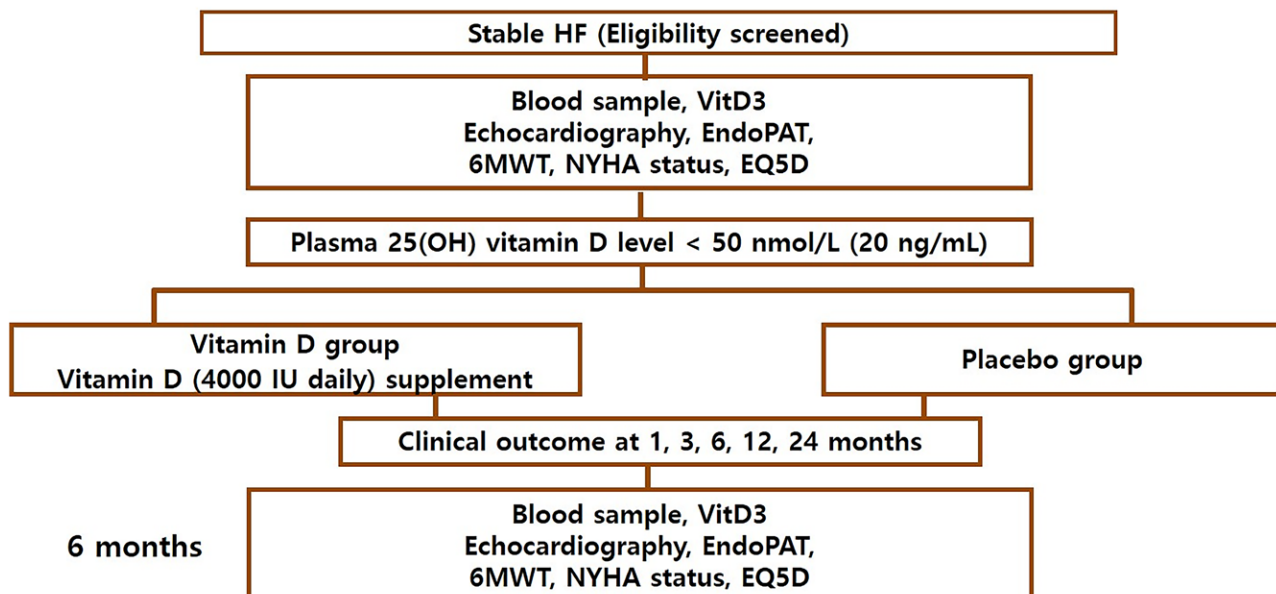 Stable HF (Eligibility screened)
Blood sample, VitD3
Echocardiography, EndoPAT,
6MWT, NYHA status, EQ5D
Plasma 25(OH) vitamin D level < 50 nmol/L (20 ng/mL)
Vitamin D group
Vitamin D (4000 IU daily) supplement
Placebo group
Clinical outcome at 1, 3, 6, 12, 24 months
6 months
Blood sample, VitD3
Echocardiography, EndoPAT,
6MWT, NYHA status, EQ5D